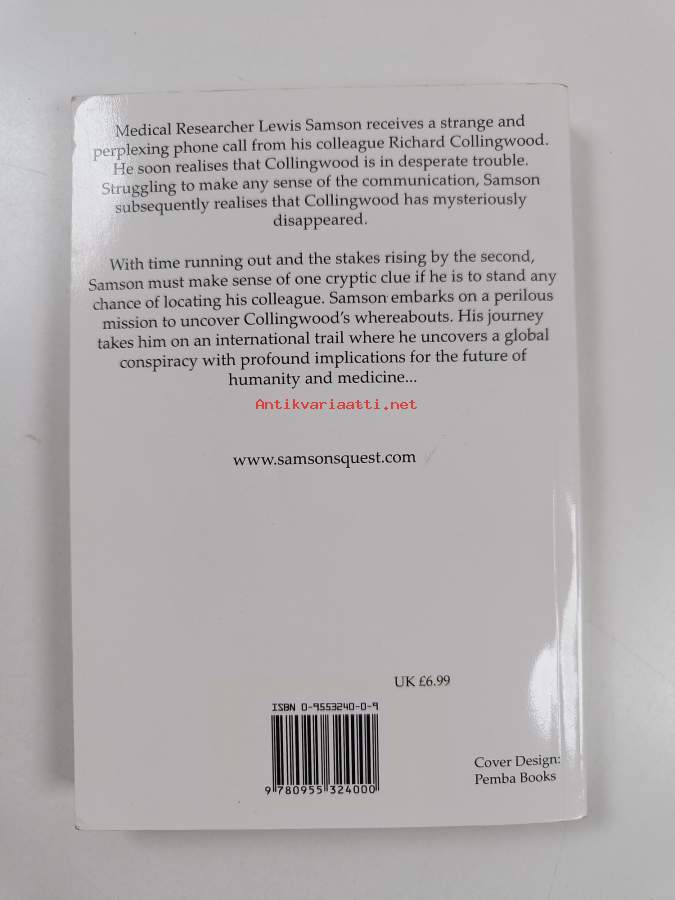 Medical Researcher Lewis Samson receives a strange and
perplexing phone call from his colleague Richard Collingwood.
He soon realises that Collingwood is in desperate trouble.
Struggling to make any sense of the communication, Samson
subsequently realises that Collingwood has mysteriously
disappeared.
With time running out and the stakes rising by the second,
Samson must make sense of one cryptic clue if he is to stand any
chance of locating his colleague. Samson embarks on a perilous
mission to uncover Collingwood's whereabouts. His journey
takes him on an international trail where he uncovers a global
conspiracy with profound implications for the future of
humanity and medicine...
Antikvariaatti.net
www.samsonsquest.com
UK £6.99
ISBN 0-9553240-0-9
9 780955 324000
Cover Design:
Pemba Books